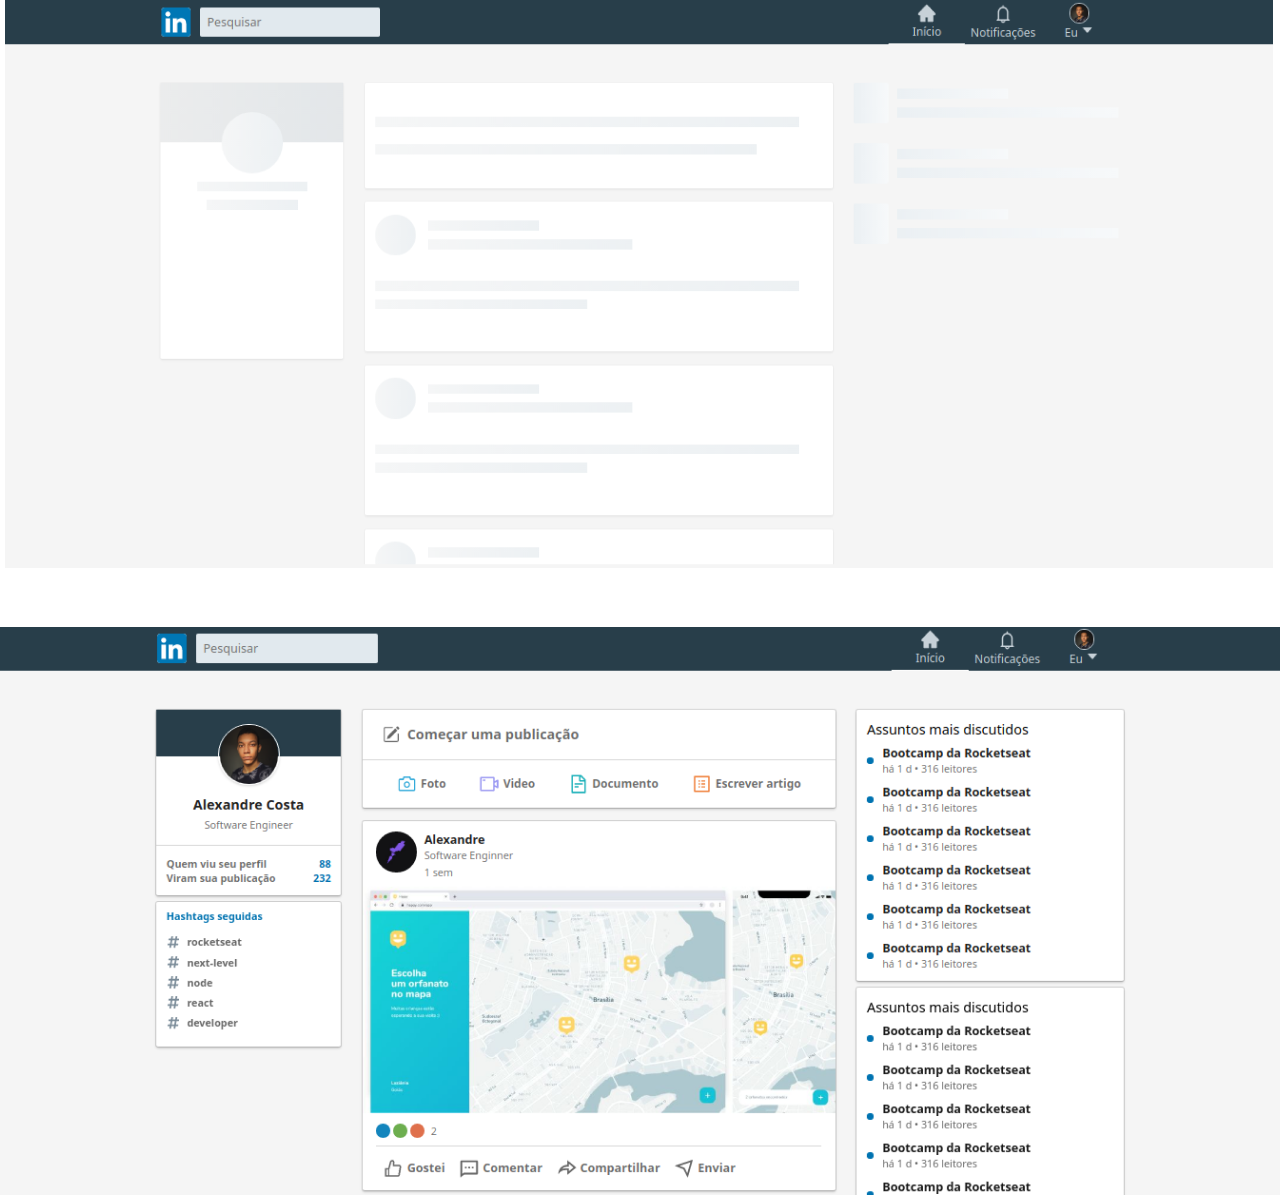 in
Pesquisar
Início
Notificações
Eu
in
Pesquisar
Início
Notificações
Eu
Alexandre Costa
Software Engineer
Quem viu seu perfil 88
Viram sua publicação 232
Hashtags seguidas
# rocketseat
# next-level
# node
# react
# developer
Começar uma publicação
Foto
Video
Documento
Escrever artigo
Alexandre
Software Enginner
1 sem
Escolha
um orfanato
no mapa
Brasília
Brasília
2
Gostei
Comentar
Compartilhar
Enviar
Assuntos mais discutidos
Bootcamp da Rocketseat
há 1 d • 316 leitores
Bootcamp da Rocketseat
há 1 d • 316 leitores
Bootcamp da Rocketseat
há 1 d • 316 leitores
Bootcamp da Rocketseat
há 1 d • 316 leitores
Bootcamp da Rocketseat
há 1 d • 316 leitores
Bootcamp da Rocketseat
há 1 d • 316 leitores
Assuntos mais discutidos
Bootcamp da Rocketseat
há 1 d • 316 leitores
Bootcamp da Rocketseat
há 1 d • 316 leitores
Bootcamp da Rocketseat
há 1 d • 316 leitores
Bootcamp da Rocketseat
há 1 d • 316 leitores
Bootcamp da Rocketseat